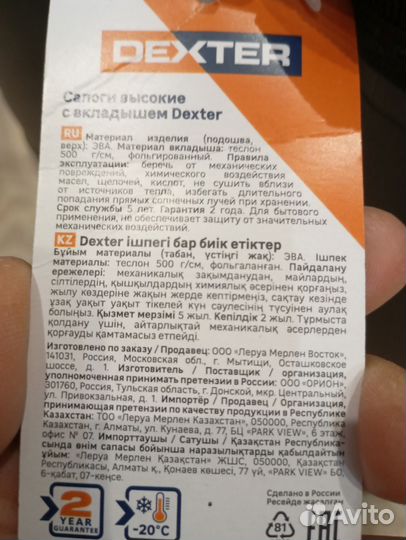 DEXTER
Сапоги высокие
с вкладышем Dexter
RU Материал изделия (подошва,
верх): ЭВА. Материал вкладыша: теслон
500 г/см, фольгированный. Правила
эксплуатации: беречь от механических
повреждений, химического воздействия
масел, щелочей, кислот, не сушить вблизи
от источников тепла, избегать длительного
попадания прямых солнечных лучей при хранении.
Срок службы 5 лет. Гарантия 2 года. Для бытового
применения, не обеспечивает защиту от значительных
механических воздействий.
KZ Dexter ішпегі бар биік етіктер
Бұйым материалы (табан, үстіңгі жақ): ЭВА. Ішпек
материалы: теслон 500 г/см, фольгаланған. Пайдалану
ережелері: механикалық зақымданудан, майлардың,
сілтілердің, қышқылдардың химиялық әсерінен қорғаңыз,
жылу көздеріне жақын жерде кептірмеңіз, сақтау кезінде
ұзақ уақыт уақыт тікелей күн сәулесінің түсуінен аулақ
болыңыз. Қызмет мерзімі 5 жыл. Кепілдік 2 жыл. Тұрмыста
қолдану үшін, айтарлықтай механикалық әсерлерден
қорғауды қамтамасыз етпейді.
Изготовлено по заказу / Продавец: ООО «Леруа Мерлен Восток»,
141031, Россия, Московская обл., г. Мытищи, Осташковское
шоссе, д. 1. Изготовитель / Поставщик / организация,
уполномоченная принимать претензии в России: ООО «ОРИОН»,
301760, Россия, Тульская область, г. Донской, мкр. Центральный,
ул. Привокзальная, д. 1. Импортёр / Продавец / Организация,
принимающая претензии по качеству продукции в Республике
Казахстан: ТОО «Леруа Мерлен Казахстан», 050000, Республика
Казахстан, г. Алматы, ул. Кунаева, д. 77, БЦ «PARK VIEW», 6 этаж,
офис № 07. Импорттаушы / Сатушы / Қазақстан Республика-
сында өнім сапасы бойынша наразылықтарды қабылдайтын
ұйым: «Леруа Мерлен Казахстан» ЖШС, 050000, Қазақстан
Республикасы, Алматы қ., Қонаев көшесі, 77 үй, «PARK VIEW» БО,
6-қабат, 07-кеңсе.
2
YEAR
GUARANTEE
-20°C
Сделано в России
Ресейде жасалған
81
EAC
Avito